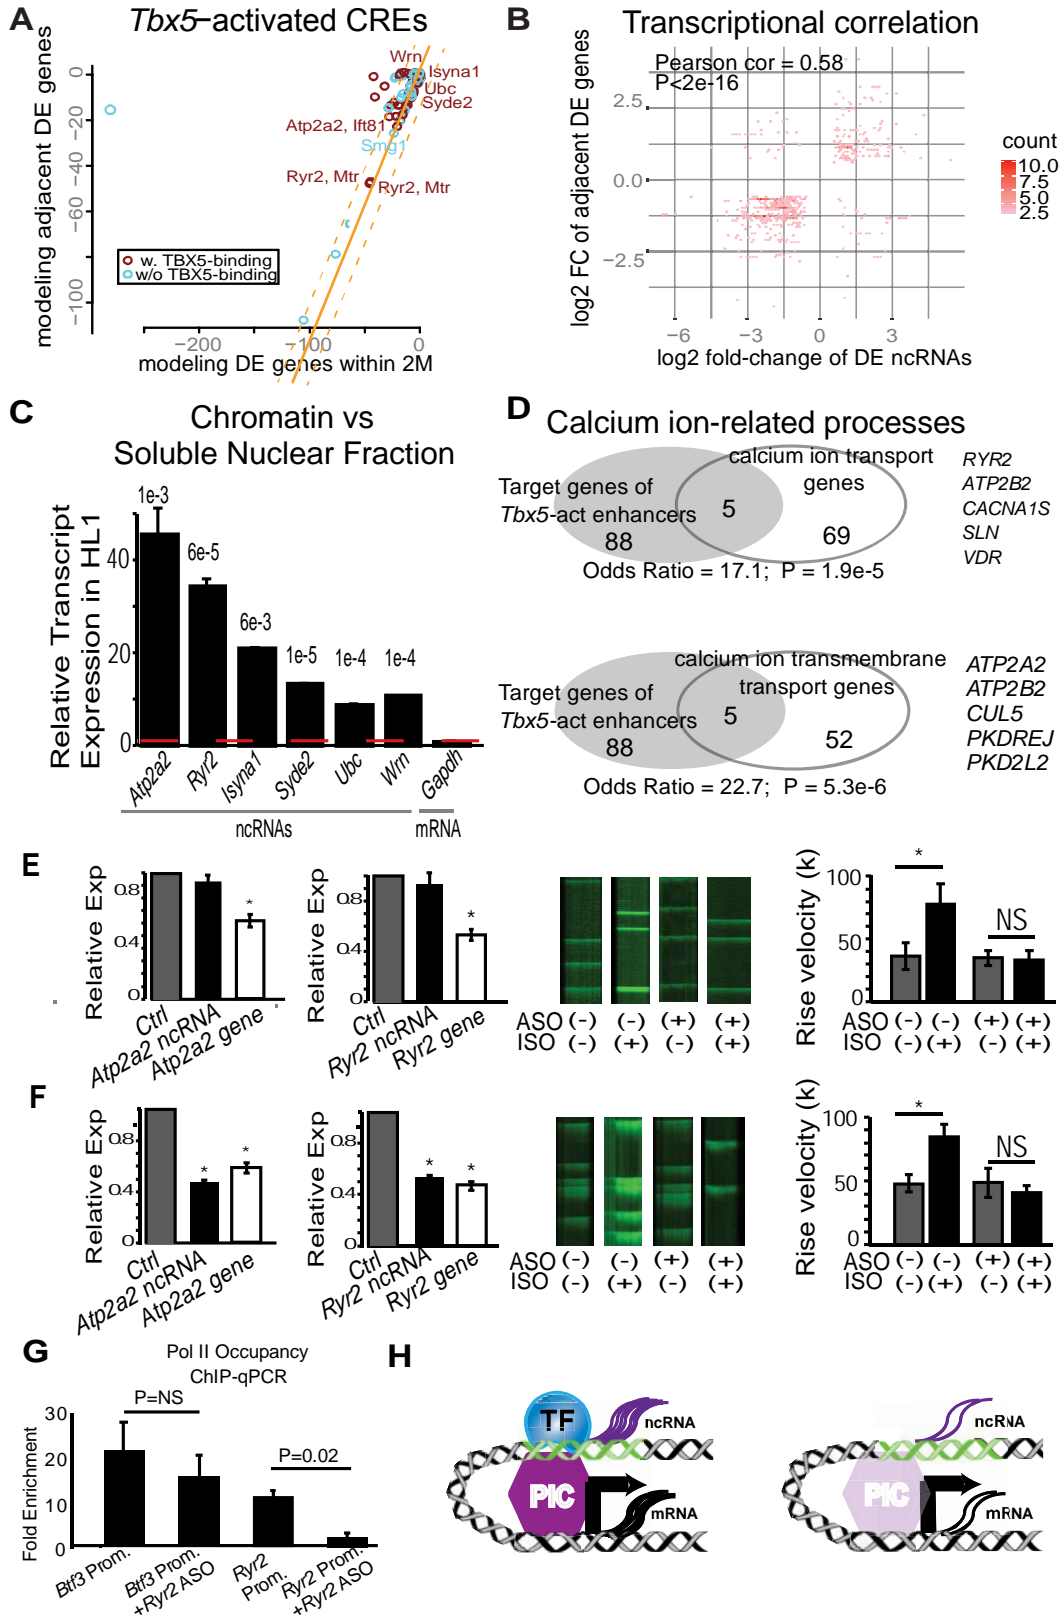 A
Tbx5–activated CREs
modeling adjacent DE genes
0
−20
−40
−60
−100
Wrn
Isyna1
Ubc
Syde2
Atp2a2, Ift81
Smg1
Ryr2, Mtr
Ryr2, Mtr
w. TBX5-binding
w/o TBX5-binding
−200
−100
0
modeling DE genes within 2M
B
Transcriptional correlation
log2 FC of adjacent DE genes
Pearson cor = 0.58
P<2e-16
2.5
0.0
−2.5
−6
−3
0
3
log2 fold-change of DE ncRNAs
count
10.0
7.5
5.0
2.5
C
Chromatin vs
Soluble Nuclear Fraction
Relative Transcript
Expression in HL1
40
20
0
1e-3
6e-5
6e-3
1e-5
1e-4
1e-4
Atp2a2
Ryr2
Isyna1
Syde2
Ubc
Wrn
Gapdh
ncRNAs
mRNA
D
Calcium ion-related processes
calcium ion transport
genes
Target genes of
Tbx5-act enhancers
88
5
69
RYR2
ATP2B2
CACNA1S
SLN
VDR
Odds Ratio = 17.1; P = 1.9e-5
calcium ion transmembrane
transport genes
Target genes of
Tbx5-act enhancers
88
5
52
ATP2A2
ATP2B2
CUL5
PKDREJ
PKD2L2
Odds Ratio = 22.7; P = 5.3e-6
E
Relative Exp
0.8
0.4
0
*
Ctrl
Atp2a2 ncRNA
Atp2a2 gene
Relative Exp
0.8
0.4
0
*
Ctrl
Ryr2 ncRNA
Ryr2 gene
ASO (-) (-) (+) (+)
ISO (-) (+) (-) (+)
Rise velocity (k)
100
50
0
*
NS
ASO (-) (-) (+) (+)
ISO (-) (+) (-) (+)
F
Relative Exp
0.8
0.4
0
*
*
Ctrl
Atp2a2 ncRNA
Atp2a2 gene
Relative Exp
0.8
0.4
0
*
*
Ctrl
Ryr2 ncRNA
Ryr2 gene
ASO (-) (-) (+) (+)
ISO (-) (+) (-) (+)
Rise velocity (k)
100
50
0
*
NS
ASO (-) (-) (+) (+)
ISO (-) (+) (-) (+)
G
Pol II Occupancy
ChIP-qPCR
Fold Enrichment
30
20
10
0
P=NS
P=0.02
Btf3 Prom.
Btf3 Prom.
+Ryr2 ASO
Ryr2
Prom.
Ryr2 Prom.
+Ryr2 ASO
H
TF
ncRNA
PIC
mRNA
ncRNA
PIC
mRNA